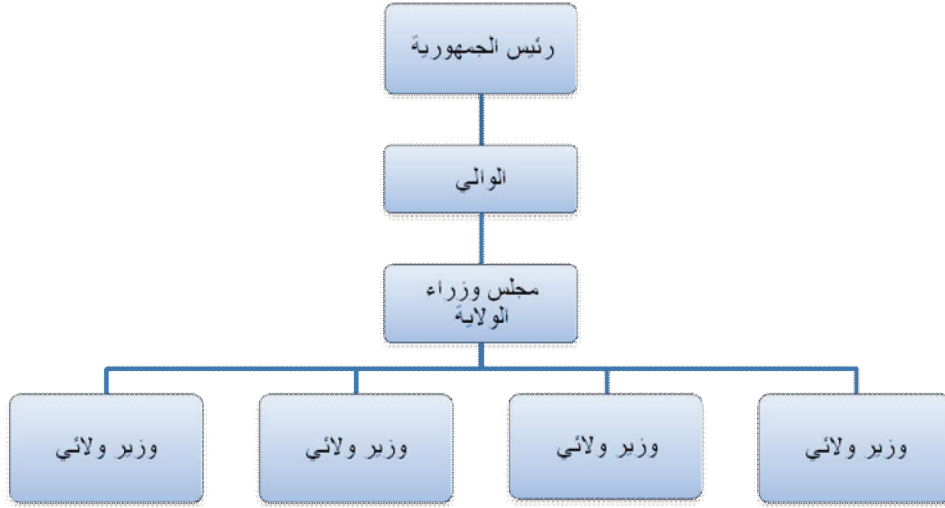 رئيس الجمهورية
الوالي
مجلس وزراء
الولاية
وزير ولائي
وزير ولائي
وزير ولائي
وزير ولائي